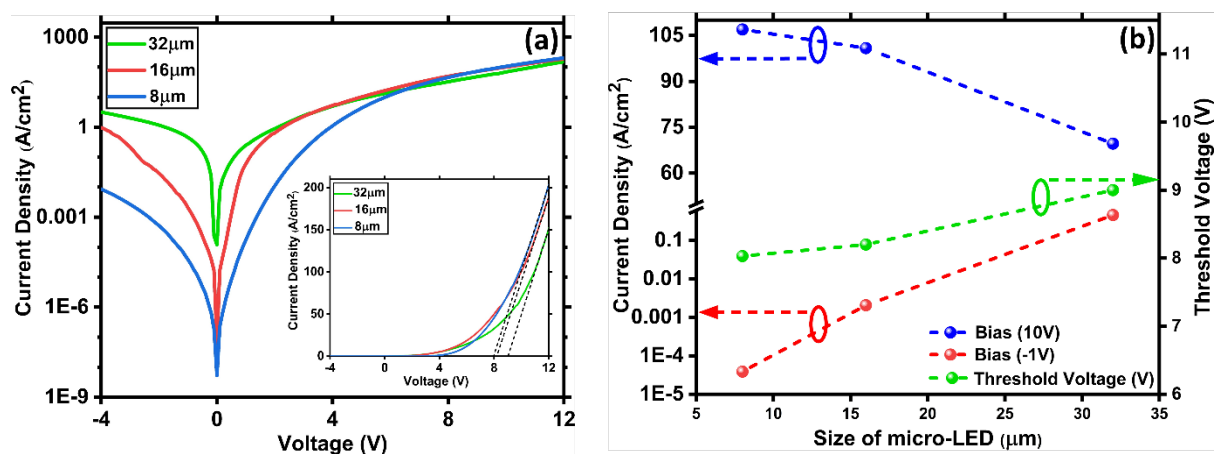 (a)
32μm
16μm
8μm
Current Density (A/cm²)
1000
1
0.001
1E-6
1E-9
-4
0
4
8
12
Voltage (V)
32μm
16μm
8μm
Current Density (A/cm²)
200
150
100
50
0
0
4
8
12
Voltage (V)
(b)
Current Density (A/cm²)
105
90
75
60
0.1
0.01
0.001
1E-4
1E-5
Bias (10V)
Bias (-1V)
Threshold Voltage (V)
5
10
15
20
25
30
35
Size of micro-LED (μm)
11
10
9
8
7
6
Threshold Voltage (V)